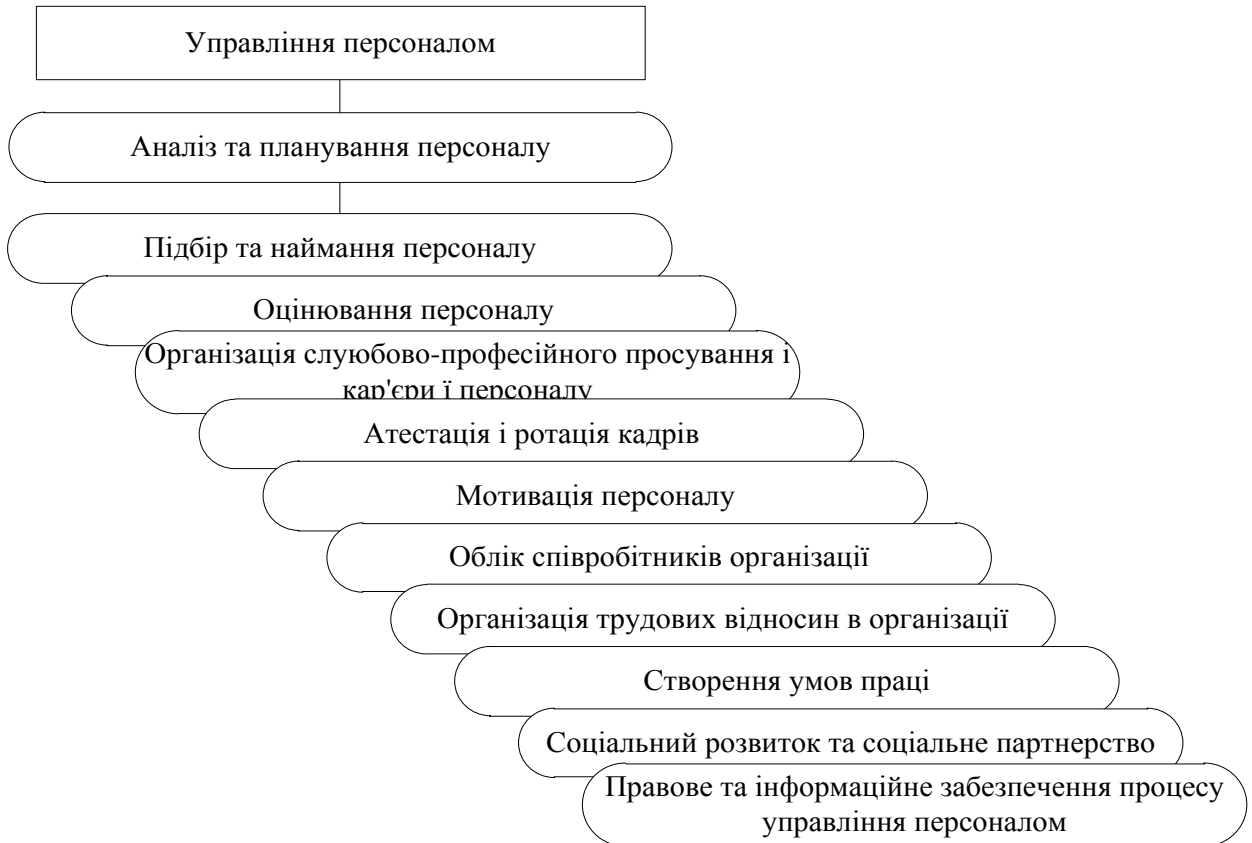 Управління персоналом
Аналіз та планування персоналу
Підбір та наймання персоналу
Оцінювання персоналу
Організація слуюбово-професійного просування і
кар'єри ї персоналу
Атестація і ротація кадрів
Мотивація персоналу
Облік співробітників організації
Організація трудових відносин в організації
Створення умов праці
Соціальний розвиток та соціальне партнерство
Правове та інформаційне забезпечення процесу
управління персоналом